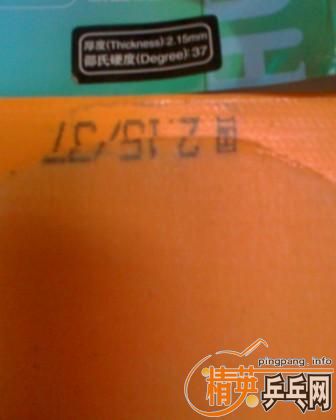 厚度(Thickness):2.15mm
邵氏硬度(Degree):37
国2.15/37
pingpang.info
精英乒乓网